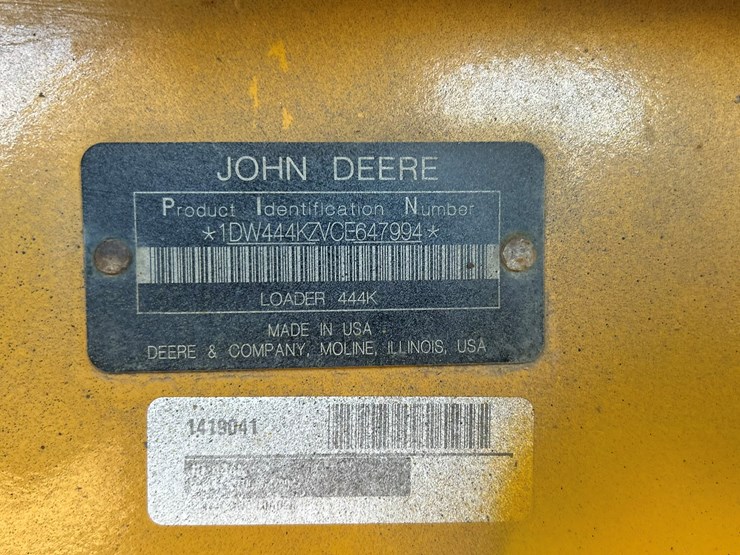 JOHN DEERE
Product Identification Number
*1DW444KZVCE647994*
LOADER 444K
MADE IN USA
DEERE & COMPANY, MOLINE, ILLINOIS, USA
1419041